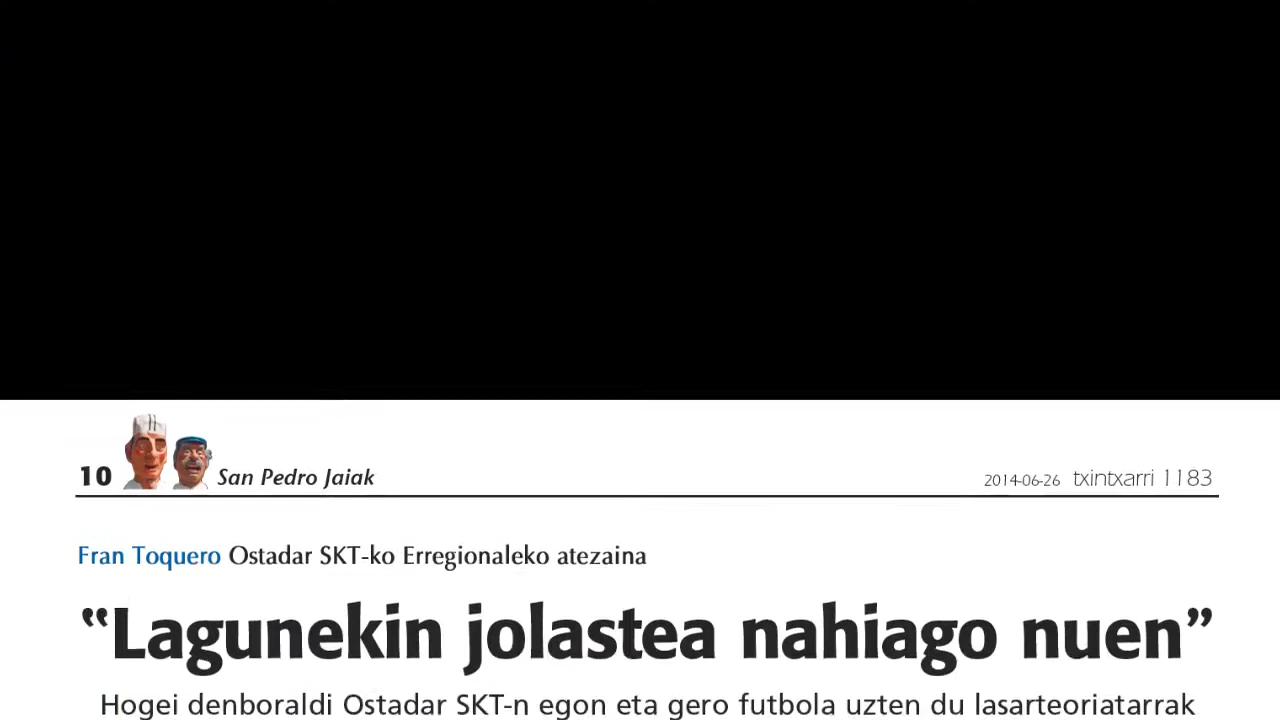 10 San Pedro Jaiak 2014-06-26 txintxarri 1183
Fran Toquero Ostadar SKT-ko Erregionaleko atezaina
“Lagunekin jolastea nahiago nuen”
Hogei denboraldi Ostadar SKT-n egon eta gero futbola uzten du lasarteoriatarrak